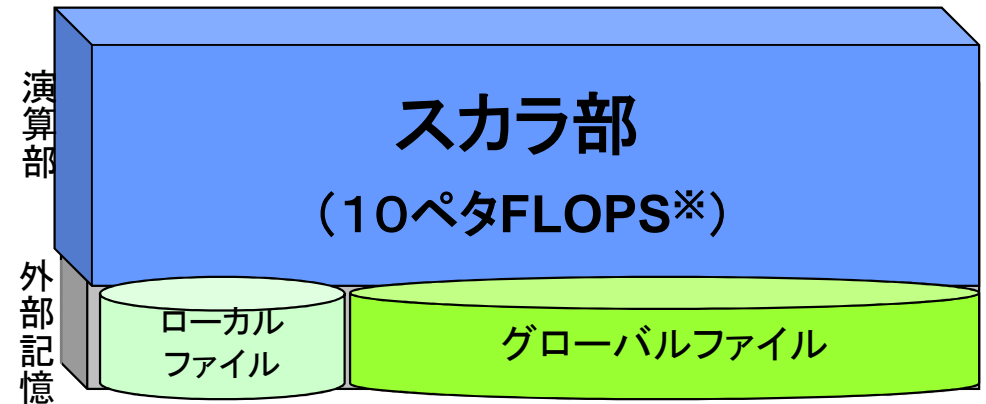 演算部
スカラ部
（１０ペタFLOPS※）
外部記憶
ローカル
ファイル
グローバルファイル